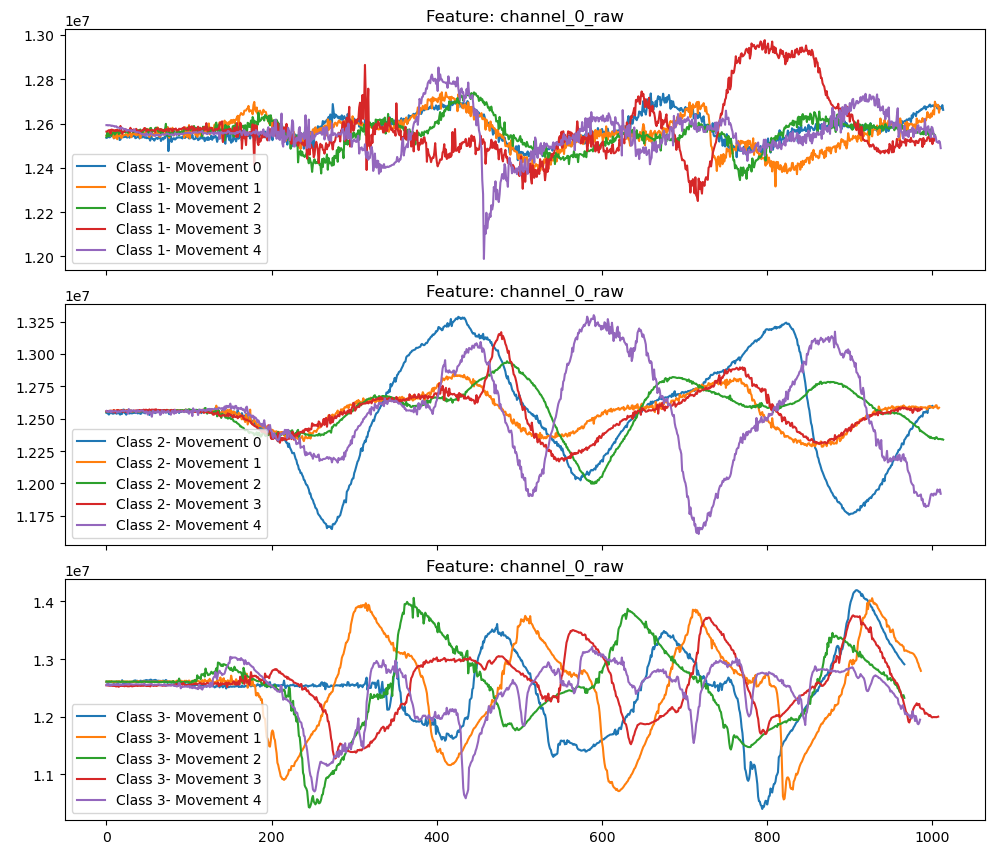 Feature: channel_0_raw
1e7
1.30
1.28
1.26
1.24
1.22
1.20
Class 1- Movement 0
Class 1- Movement 1
Class 1- Movement 2
Class 1- Movement 3
Class 1- Movement 4
Feature: channel_0_raw
1e7
1.325
1.300
1.275
1.250
1.225
1.200
1.175
Class 2- Movement 0
Class 2- Movement 1
Class 2- Movement 2
Class 2- Movement 3
Class 2- Movement 4
Feature: channel_0_raw
1e7
1.4
1.3
1.2
1.1
Class 3- Movement 0
Class 3- Movement 1
Class 3- Movement 2
Class 3- Movement 3
Class 3- Movement 4
0 200 400 600 800 1000